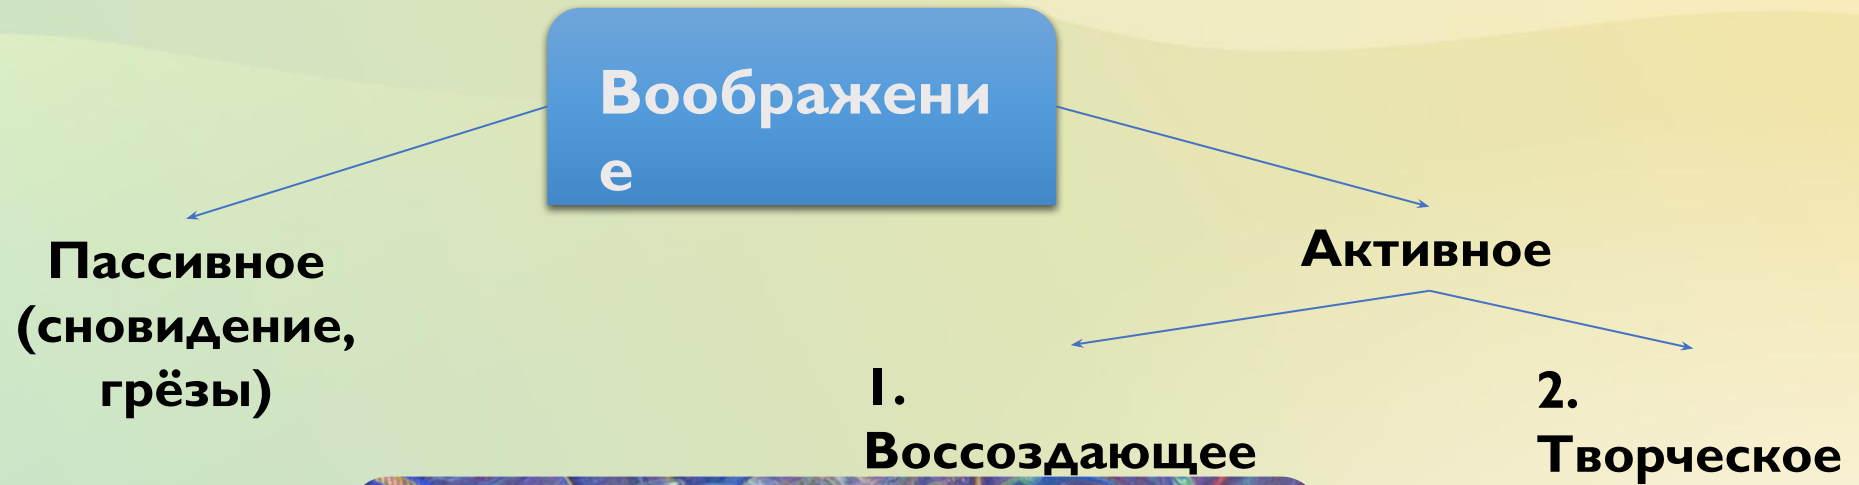 Воображени
е
Пассивное
(сновидение,
грёзы)
Активное
1.
Воссоздающее
2.
Творческое